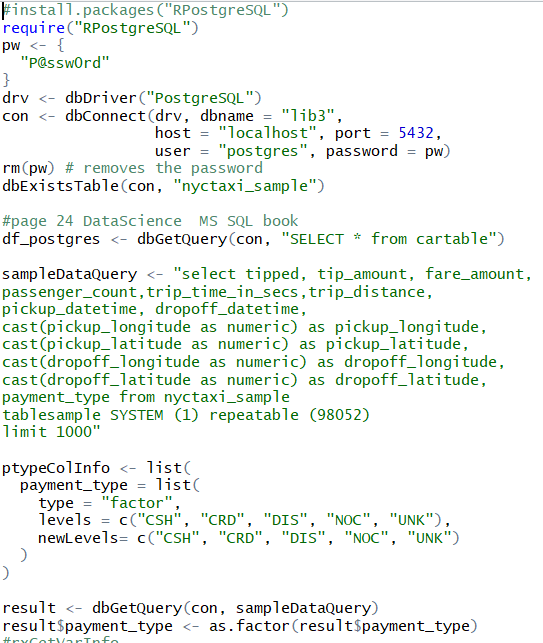 #install.packages("RPostgreSQL")
require("RPostgreSQL")
pw <- {
  "P@ssw0rd"
}
drv <- dbDriver("PostgreSQL")
con <- dbConnect(drv, dbname = "lib3",
                 host = "localhost", port = 5432,
                 user = "postgres", password = pw)
rm(pw) # removes the password
dbExistsTable(con, "nyctaxi_sample")

#page 24 DataScience  MS SQL book
df_postgres <- dbGetQuery(con, "SELECT * from cartable")

sampleDataQuery <- "select tipped, tip_amount, fare_amount,
passenger_count,trip_time_in_secs,trip_distance,
pickup_datetime, dropoff_datetime,
cast(pickup_longitude as numeric) as pickup_longitude,
cast(pickup_latitude as numeric) as pickup_latitude,
cast(dropoff_longitude as numeric) as dropoff_longitude,
cast(dropoff_latitude as numeric) as dropoff_latitude,
payment_type from nyctaxi_sample
tablesample SYSTEM (1) repeatable (98052)
limit 1000"

ptypeColInfo <- list(
  payment_type = list(
    type = "factor",
    levels = c("CSH", "CRD", "DIS", "NOC", "UNK"),
    newLevels= c("CSH", "CRD", "DIS", "NOC", "UNK")
  )
)

result <- dbGetQuery(con, sampleDataQuery)
result$payment_type <- as.factor(result$payment_type)
#rxGetVarInfo